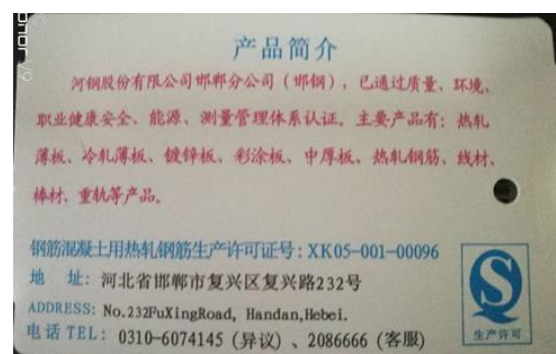 honor V9
产品简介
河钢股份有限公司邯郸分公司(邯钢),已通过质量、环境、
职业健康安全、能源、测量管理体系认证。主要产品有:热轧
薄板、冷轧薄板、镀锌板、彩涂板、中厚板、热轧钢筋、线材、
棒材、重轨等产品。
钢筋混凝土用热轧钢筋生产许可证号:XK05-001-00096
地 址:河北省邯郸市复兴区复兴路232号
ADDRESS: No.232FuXingRoad, Handan,Hebei.
电话TEL: 0310-6074145(异议)、2086666(客服)
生产许可